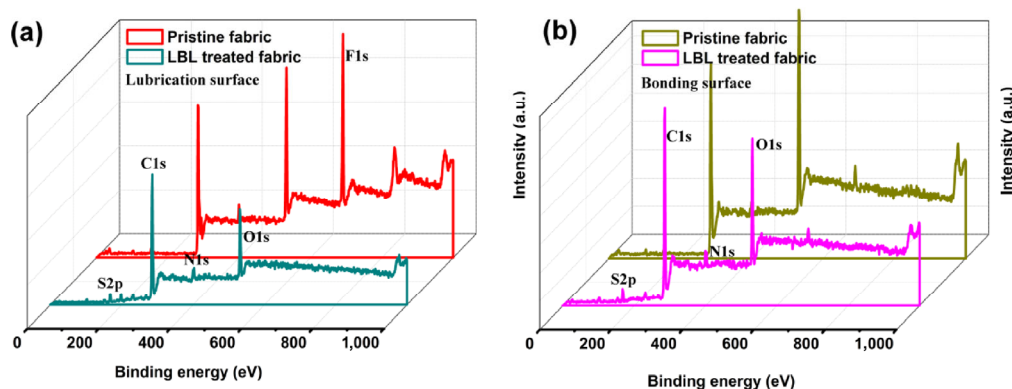 (a)
Pristine fabric
LBL treated fabric
Lubrication surface
F1s
C1s
O1s
N1s
S2p
0 200 400 600 800 1,000
Binding energy (eV)
Intensity (a.u.)
(b)
Pristine fabric
LBL treated fabric
Bonding surface
C1s
O1s
N1s
S2p
0 200 400 600 800 1,000
Binding energy (eV)
Intensity (a.u.)